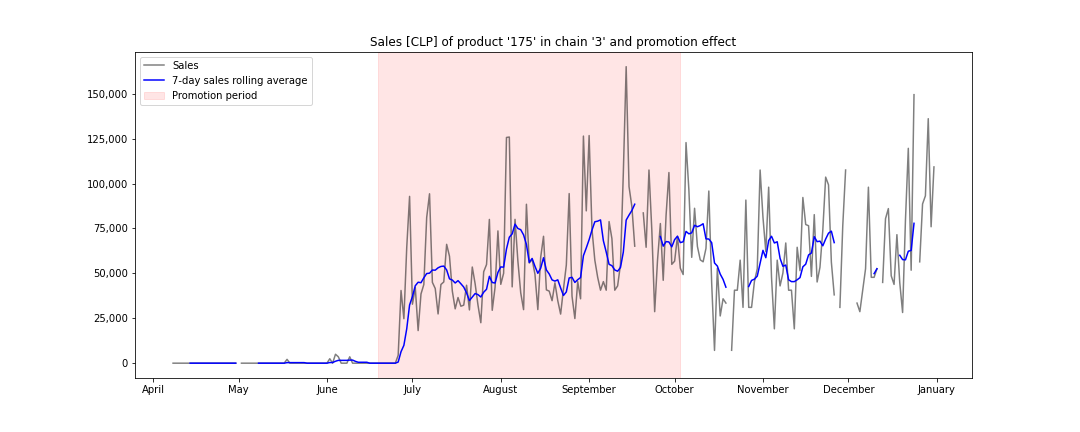 Sales [CLP] of product '175' in chain '3' and promotion effect
Sales
7-day sales rolling average
Promotion period
150,000
125,000
100,000
75,000
50,000
25,000
0
April May June July August September October November December January